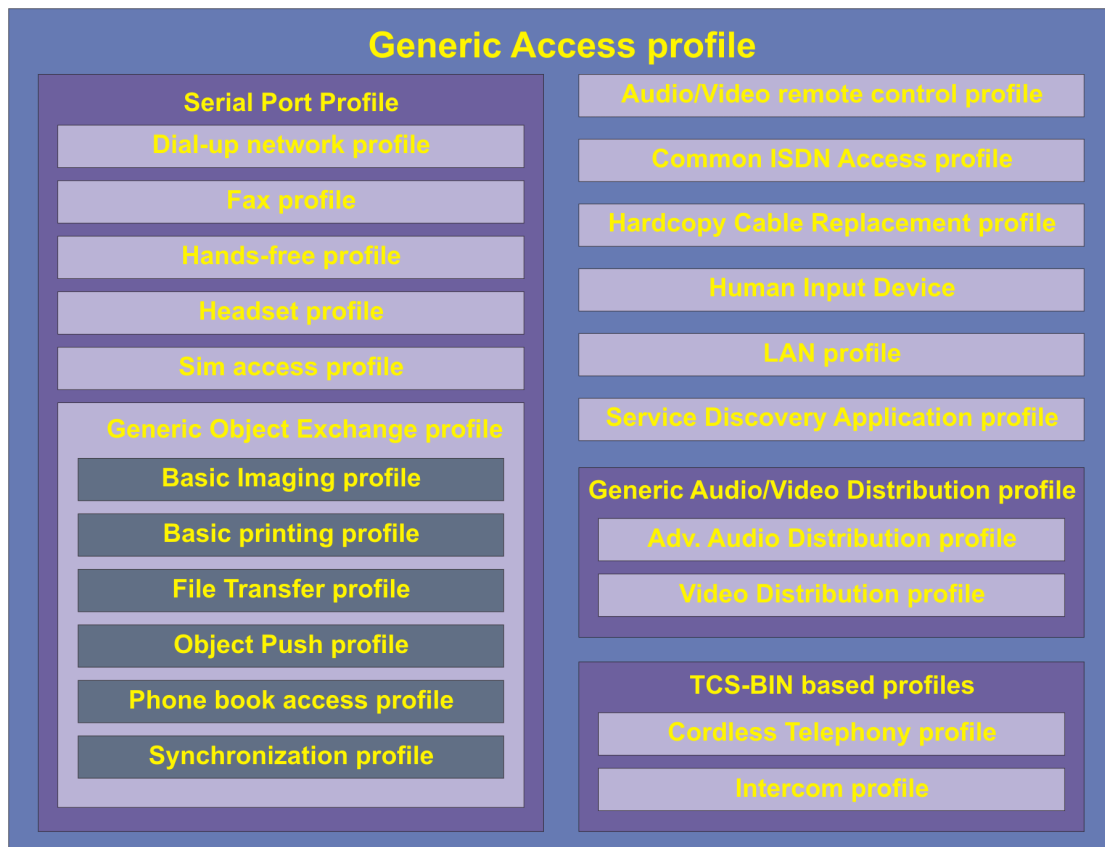 Generic Access profile
Serial Port Profile
Dial-up network profile
Fax profile
Hands-free profile
Headset profile
Sim access profile
Generic Object Exchange profile
Basic Imaging profile
Basic printing profile
File Transfer profile
Object Push profile
Phone book access profile
Synchronization profile
Audio/Video remote control profile
Common ISDN Access profile
Hardcopy Cable Replacement profile
Human Input Device
LAN profile
Service Discovery Application profile
Generic Audio/Video Distribution profile
Adv. Audio Distribution profile
Video Distribution profile
TCS-BIN based profiles
Cordless Telephony profile
Intercom profile